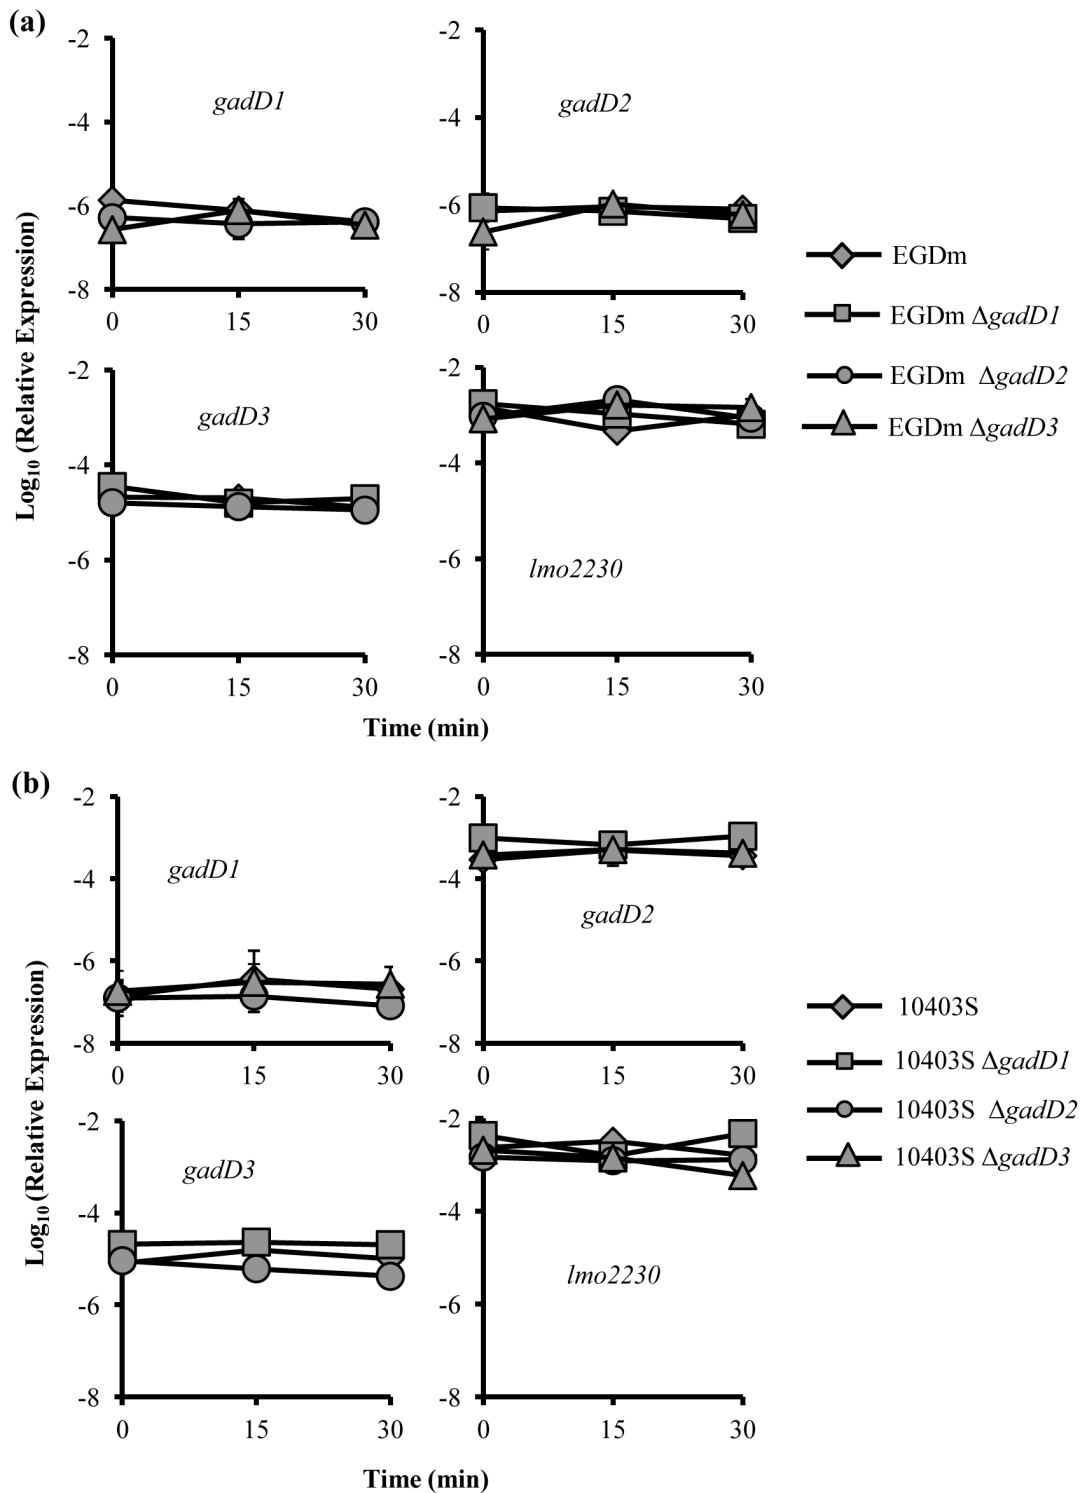 (a)
-2
-4
-6
-8
gadD1
0 15 30
-2
-4
-6
-8
gadD2
0 15 30
-2
-4
-6
-8
gadD3
0 15 30
-2
-4
-6
-8
lmo2230
0 15 30
Log10 (Relative Expression)
Time (min)
EGDm
EGDm ΔgadD1
EGDm ΔgadD2
EGDm ΔgadD3
(b)
-2
-4
-6
-8
gadD1
0 15 30
-2
-4
-6
-8
gadD2
0 15 30
-2
-4
-6
-8
gadD3
0 15 30
-2
-4
-6
-8
lmo2230
0 15 30
Log10 (Relative Expression)
Time (min)
10403S
10403S ΔgadD1
10403S ΔgadD2
10403S ΔgadD3